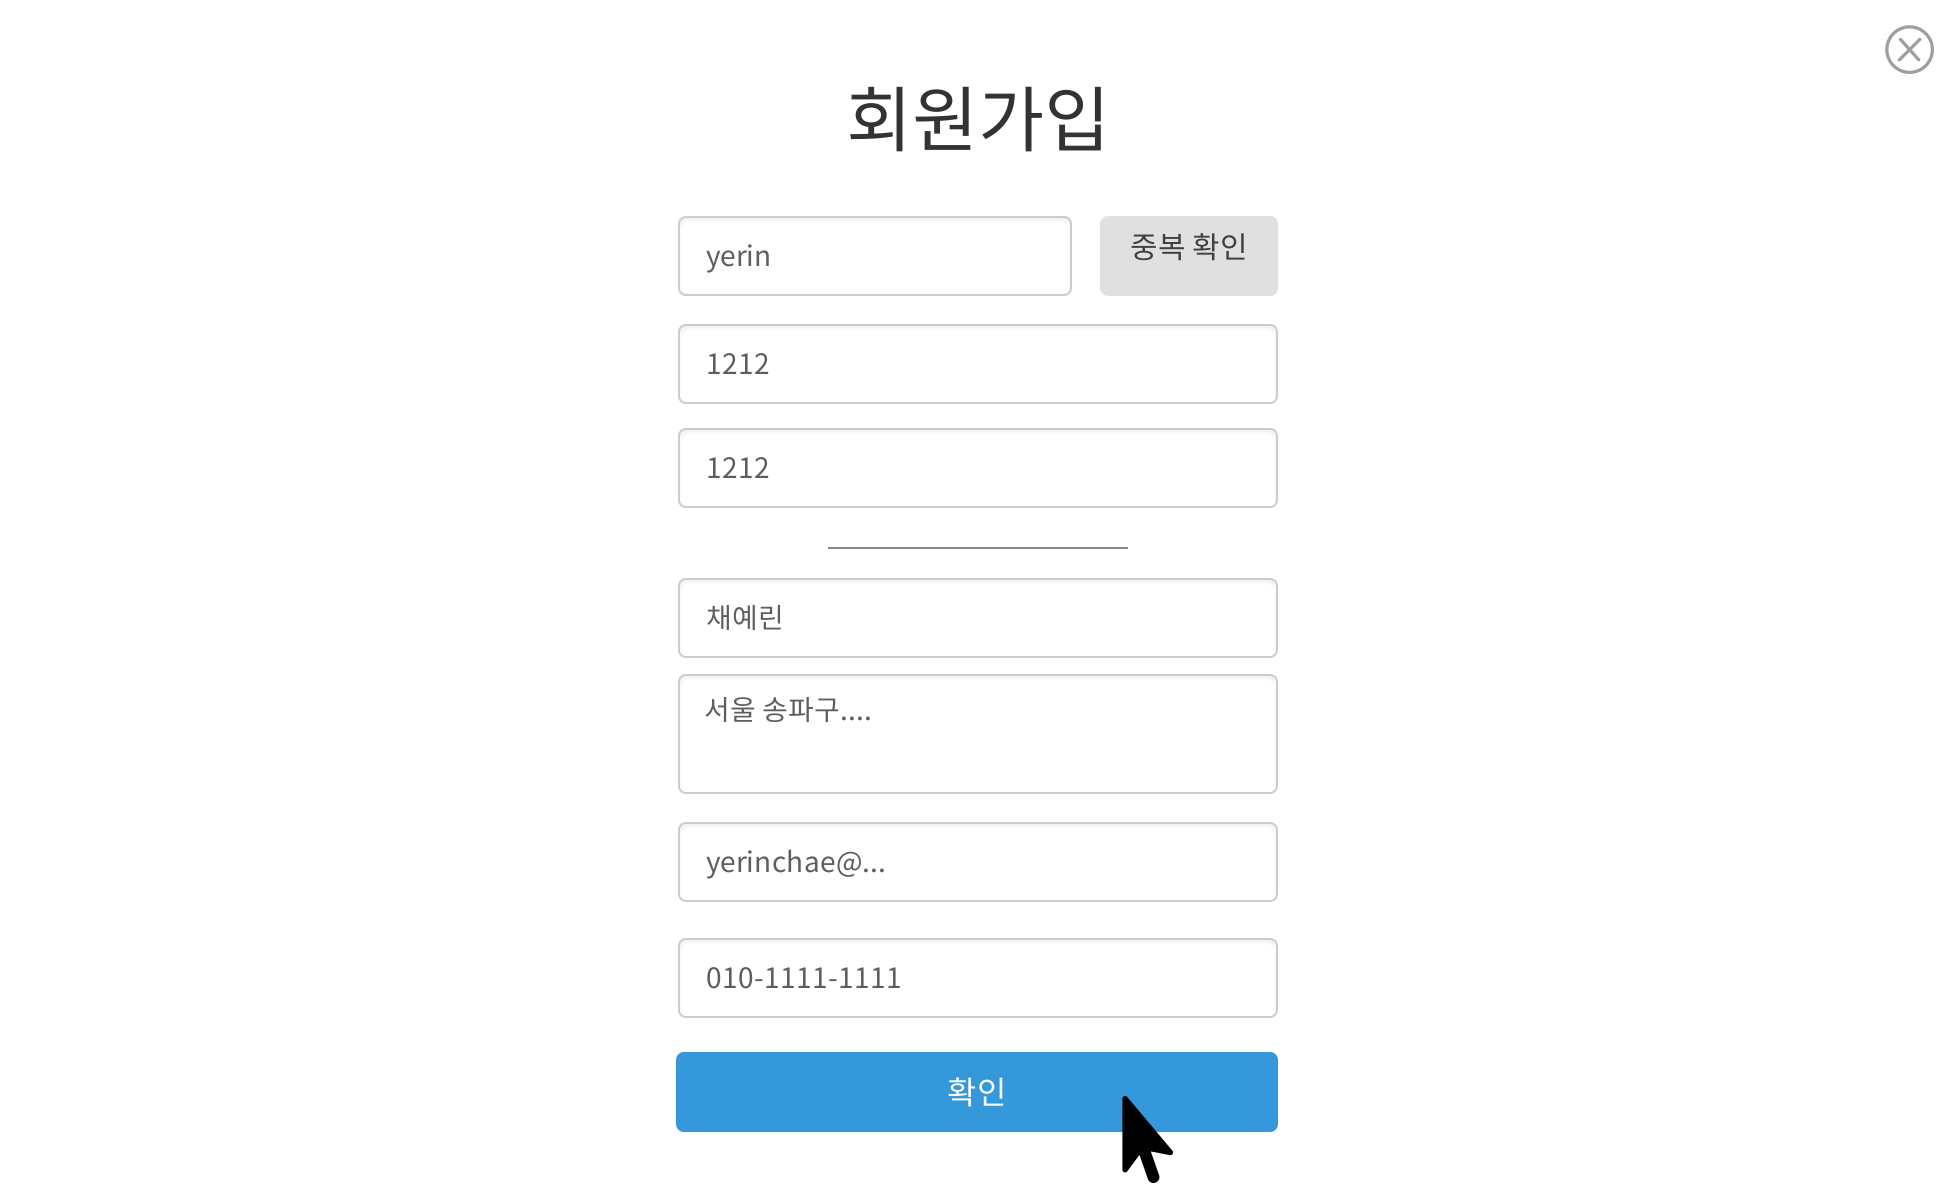 회원가입
yerin
중복 확인
1212
1212
채예린
서울 송파구....
yerinchae@...
010-1111-1111
확인